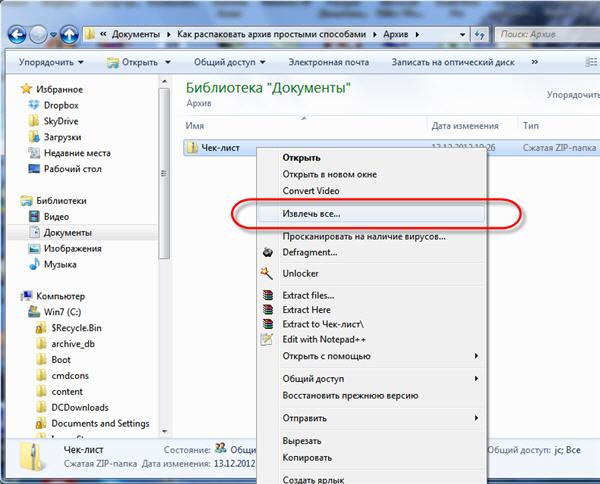 Документы ▸ Как распаковать архив простыми способами ▸ Архив ▸
Поиск: Архив
Упорядочить Открыть Общий доступ Электронная почта Записать на оптический диск »
Избранное
Dropbox
SkyDrive
Загрузки
Недавние места
Рабочий стол
Библиотеки
Видео
Документы
Изображения
Музыка
Компьютер
Win7 (C:)
$Recycle.Bin
archive_db
Boot
cmdcons
content
DCDownloads
Documents and Settings
Библиотека "Документы"
Архив
Упорядочить
Имя Дата изменения Тип
Чек-лист 13.12.2012 10:26 Сжатая ZIP-папка
Открыть
Открыть в новом окне
Convert Video
Извлечь все...
Просканировать на наличие вирусов...
Defragment...
Unlocker
Extract files...
Extract Here
Extract to Чек-лист\
Edit with Notepad++
Открыть с помощью
Общий доступ
Восстановить прежнюю версию
Отправить
Вырезать
Копировать
Создать ярлык
Чек-лист Состояние: Общи
Общий доступ: jc; Все
Сжатая ZIP-папка Дата изменения: 13.12.2012